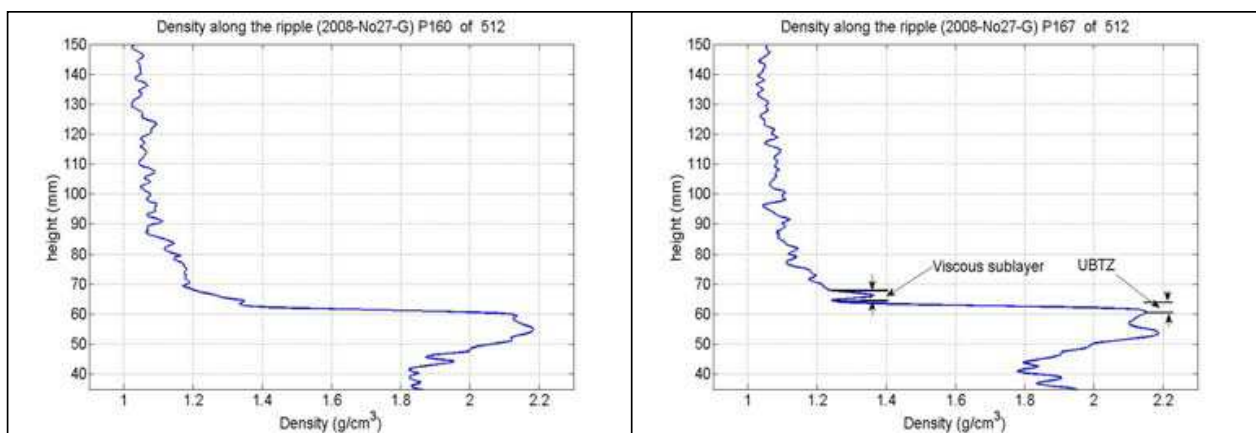 Density along the ripple (2008-No27-G) P160 of 512
150
140
130
120
110
100
90
80
70
60
50
40
height (mm)
1 1.2 1.4 1.6 1.8 2 2.2
Density (g/cm³)
Density along the ripple (2008-No27-G) P167 of 512
150
140
130
120
110
100
90
80
70
60
50
40
height (mm)
Viscous sublayer
UBTZ
1 1.2 1.4 1.6 1.8 2 2.2
Density (g/cm³)